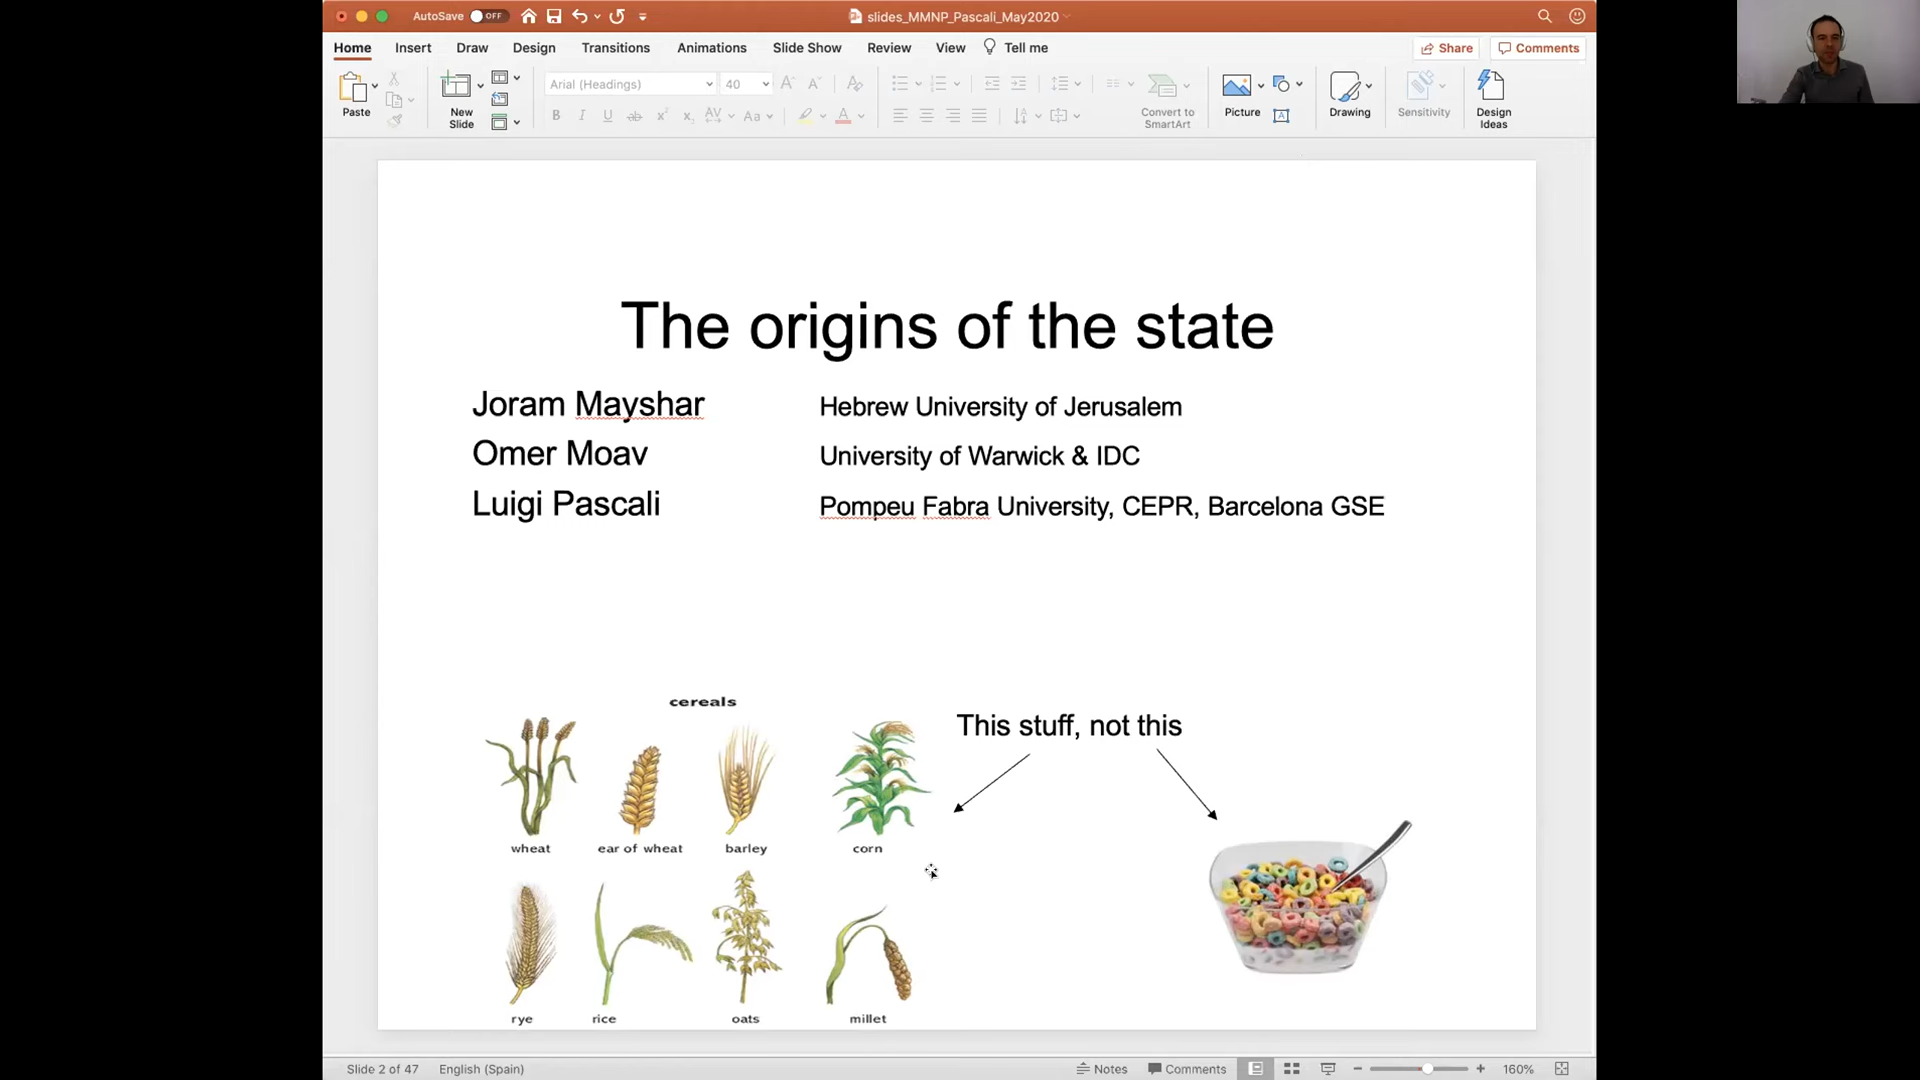 AutoSave OFF
slides_MMNP_Pascali_May2020
Home Insert Draw Design Transitions Animations Slide Show Review View Tell me
Share Comments
Arial (Headings) 40
Paste
New Slide
Convert to SmartArt
Picture
Drawing
Sensitivity
Design Ideas
The origins of the state
Joram Mayshar Hebrew University of Jerusalem
Omer Moav University of Warwick & IDC
Luigi Pascali Pompeu Fabra University, CEPR, Barcelona GSE
cereals
This stuff, not this
wheat ear of wheat barley corn
rye rice oats millet
Slide 2 of 47 English (Spain) Notes Comments 160%